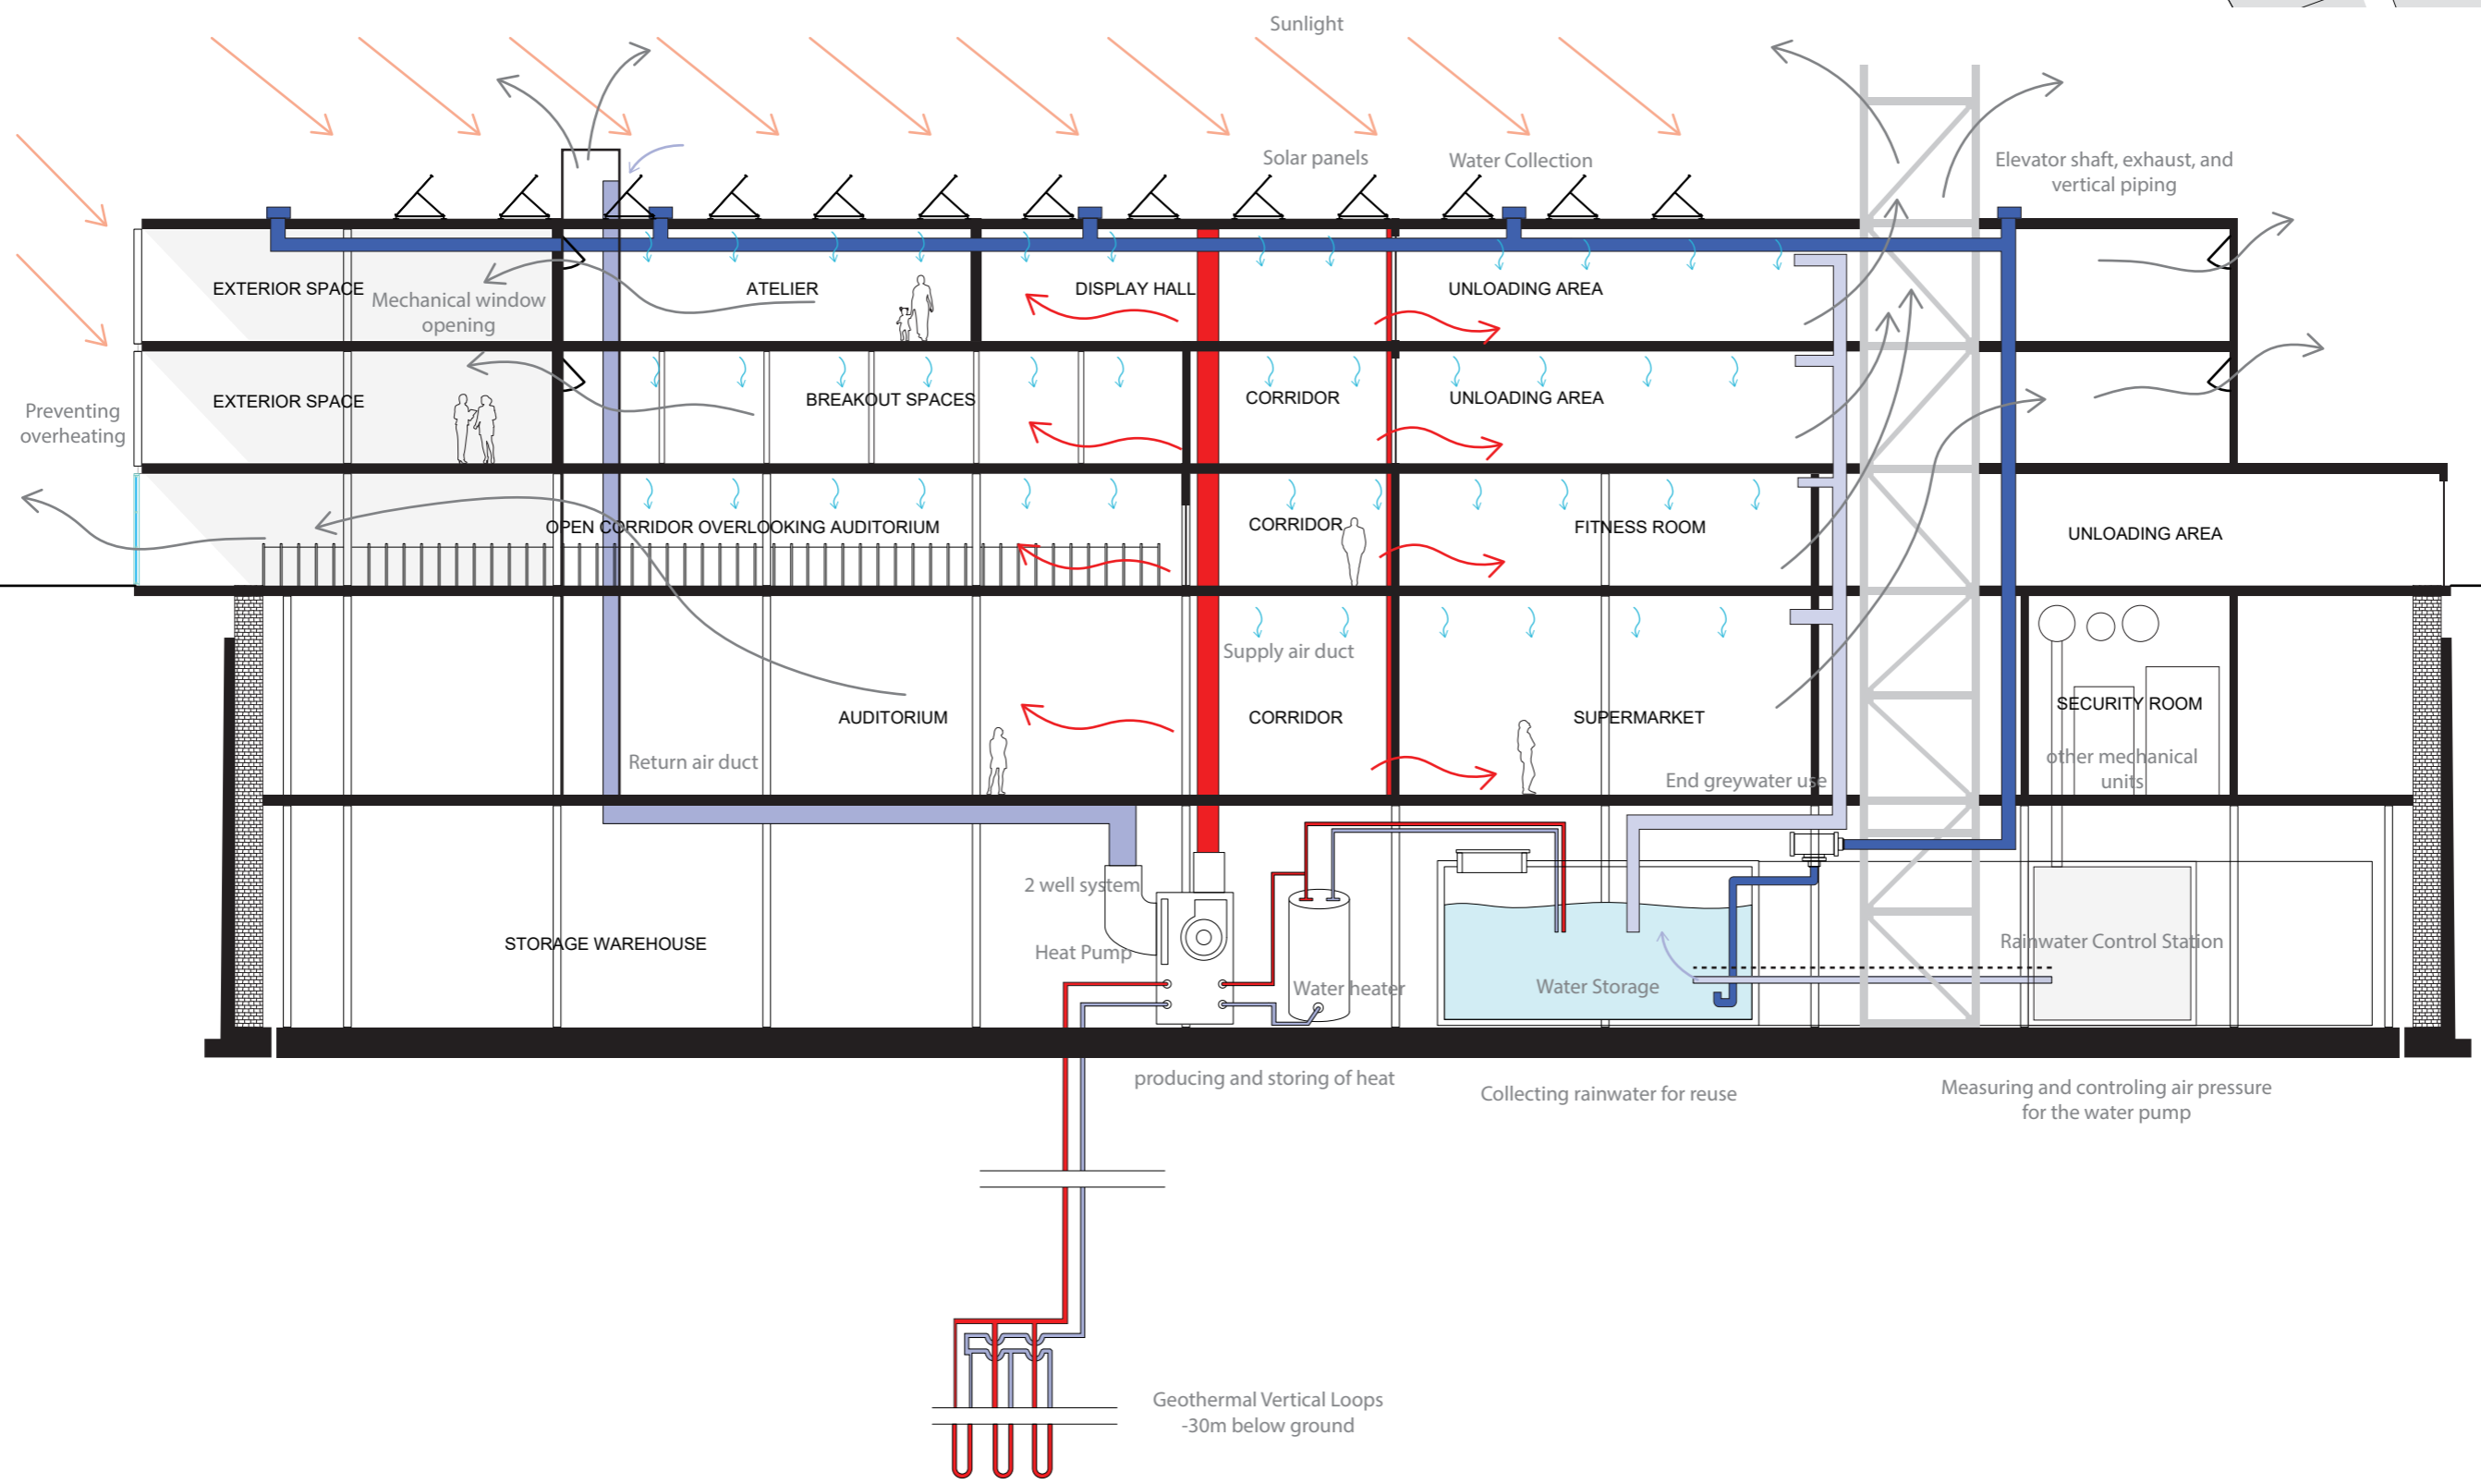 Sunlight
Solar panels
Water Collection
Elevator shaft, exhaust, and
vertical piping
EXTERIOR SPACE
Mechanical window
opening
ATELIER
DISPLAY HALL
UNLOADING AREA
Preventing
overheating
EXTERIOR SPACE
BREAKOUT SPACES
CORRIDOR
UNLOADING AREA
OPEN CORRIDOR OVERLOOKING AUDITORIUM
CORRIDOR
FITNESS ROOM
UNLOADING AREA
Supply air duct
AUDITORIUM
CORRIDOR
SUPERMARKET
SECURITY ROOM
Return air duct
End greywater use
other mechanical
units
2 well system
STORAGE WAREHOUSE
Heat Pump
Water heater
Water Storage
Rainwater Control Station
producing and storing of heat
Collecting rainwater for reuse
Measuring and controling air pressure
for the water pump
Geothermal Vertical Loops
-30m below ground